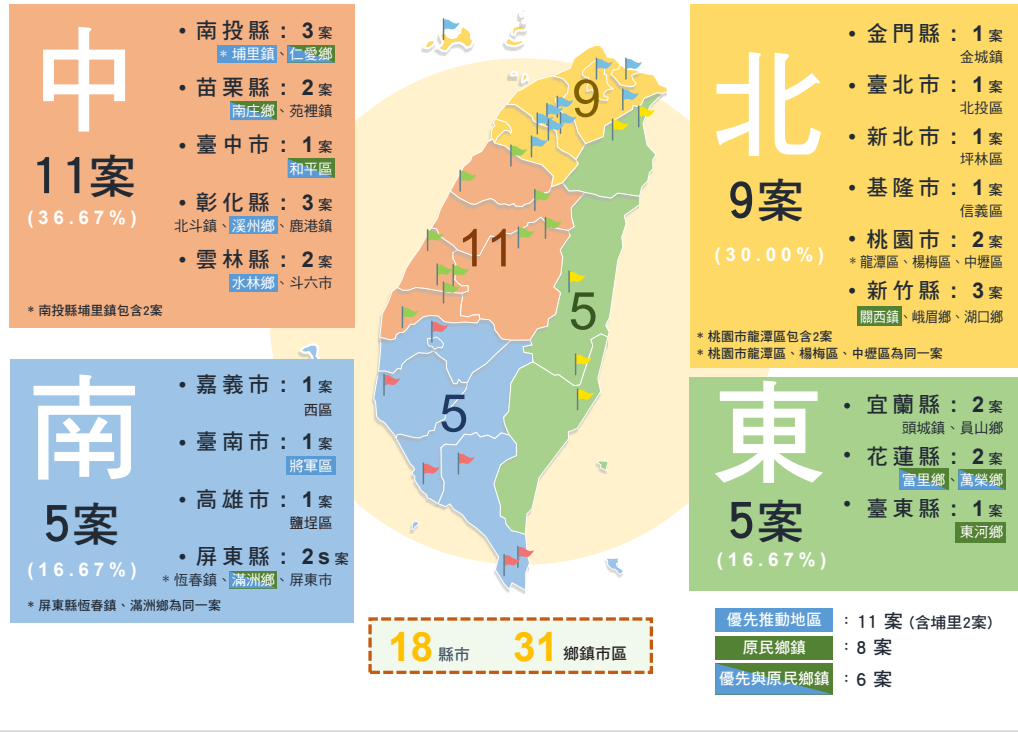 中
11案
(36.67%)
• 南投縣：3案
*埔里鎮、仁愛鄉
• 苗栗縣：2案
南庄鄉、苑裡鎮
• 臺中市：1案
和平區
• 彰化縣：3案
北斗鎮、溪州鄉、鹿港鎮
• 雲林縣：2案
水林鄉、斗六市
* 南投縣埔里鎮包含2案
南
5案
(16.67%)
• 嘉義市：1案
西區
• 臺南市：1案
將軍區
• 高雄市：1案
鹽埕區
• 屏東縣：2s案
*恆春鎮、滿洲鄉、屏東市
* 屏東縣恆春鎮、滿洲鄉為同一案
9
11
5
5
18 縣市 31 鄉鎮市區
北
9案
(30.00%)
• 金門縣：1案
金城鎮
• 臺北市：1案
北投區
• 新北市：1案
坪林區
• 基隆市：1案
信義區
• 桃園市：2案
*龍潭區、楊梅區、中壢區
• 新竹縣：3案
關西鎮、峨眉鄉、湖口鄉
* 桃園市龍潭區包含2案
* 桃園市龍潭區、楊梅區、中壢區為同一案
東
5案
(16.67%)
• 宜蘭縣：2案
頭城鎮、員山鄉
• 花蓮縣：2案
富里鄉、萬榮鄉
• 臺東縣：1案
東河鄉
優先推動地區：11 案 (含埔里2案)
原民鄉鎮：8 案
優先與原民鄉鎮：6 案